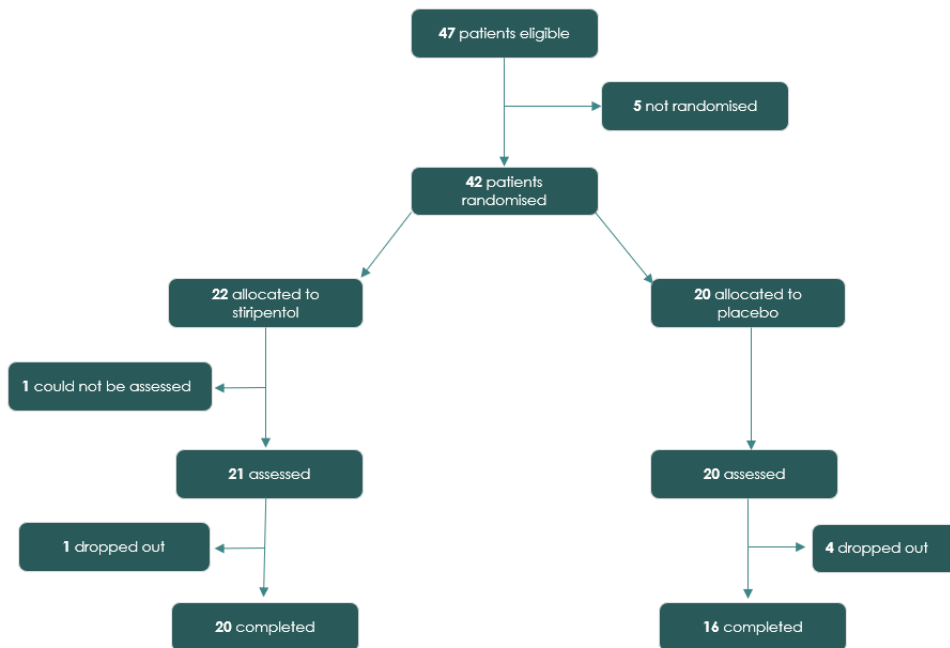 47 patients eligible
5 not randomised
42 patients
randomised
22 allocated to
stiripentol
20 allocated to
placebo
1 could not be assessed
21 assessed
20 assessed
1 dropped out
4 dropped out
20 completed
16 completed